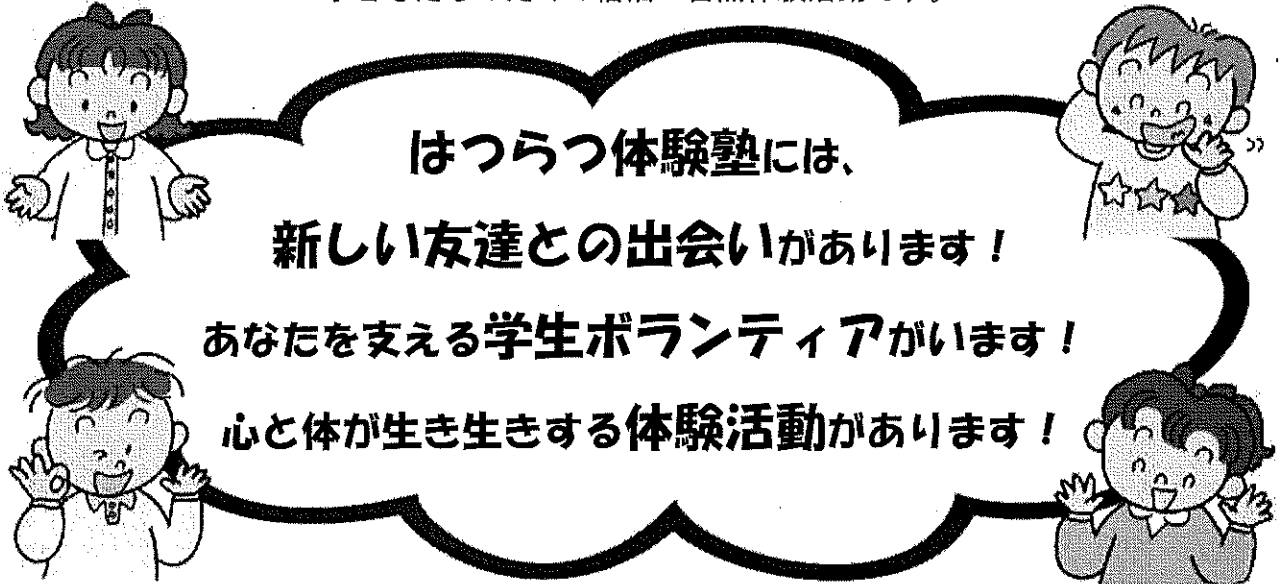 はつらつ体験塾には、
新しい友達との出会いがあります！
あなたを支える学生ボランティアがいます！
心と体が生き生きする体験活動があります！